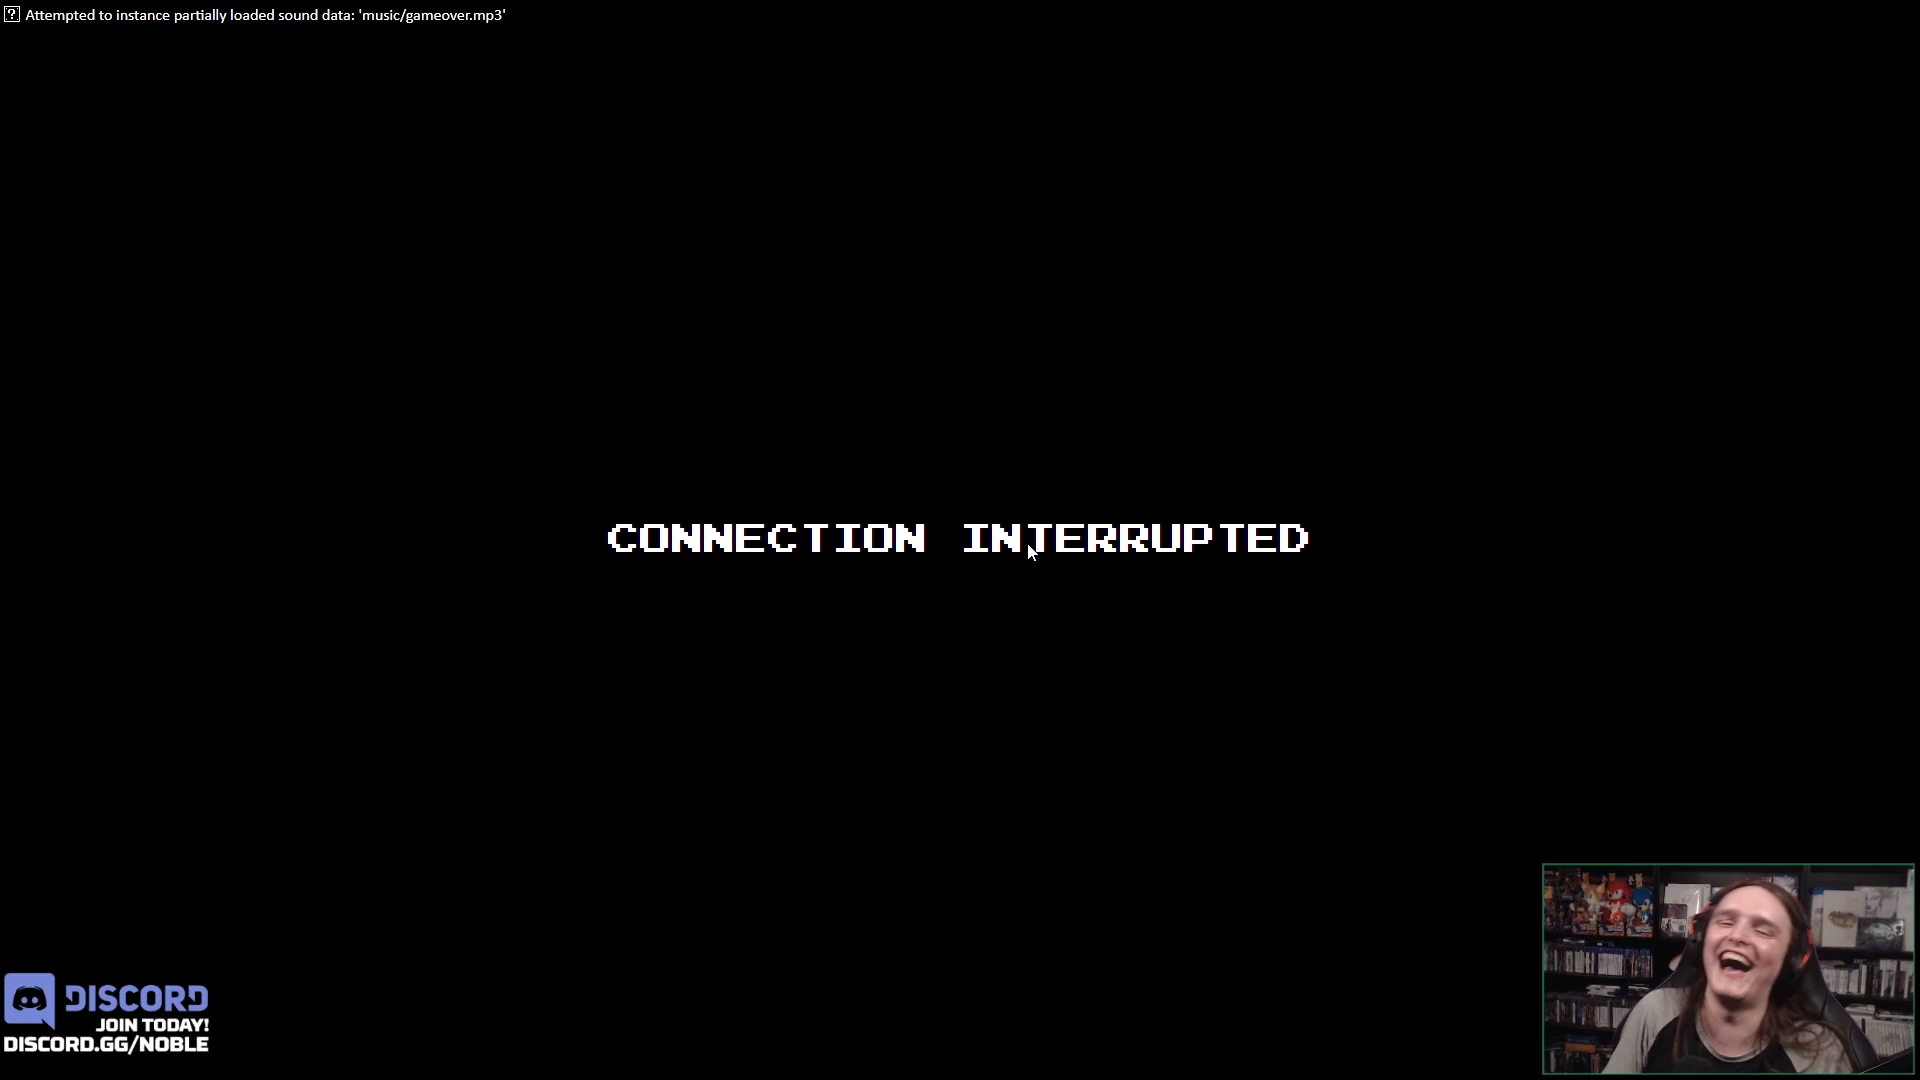 Attempted to instance partially loaded sound data: 'music/gameover.mp3'
CONNECTION INTERRUPTED
DISCORD
JOIN TODAY!
DISCORD.GG/NOBLE